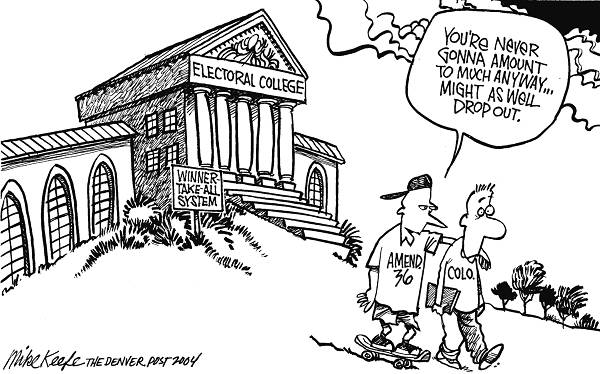 YOU'RE NEVER
GONNA AMOUNT
TO MUCH ANYWAY...
MIGHT AS WELL
DROP OUT.
ELECTORAL COLLEGE
WINNER-
TAKE-ALL
SYSTEM
AMEND.
36
COLO.
Mike Keefe THE DENVER POST 2004